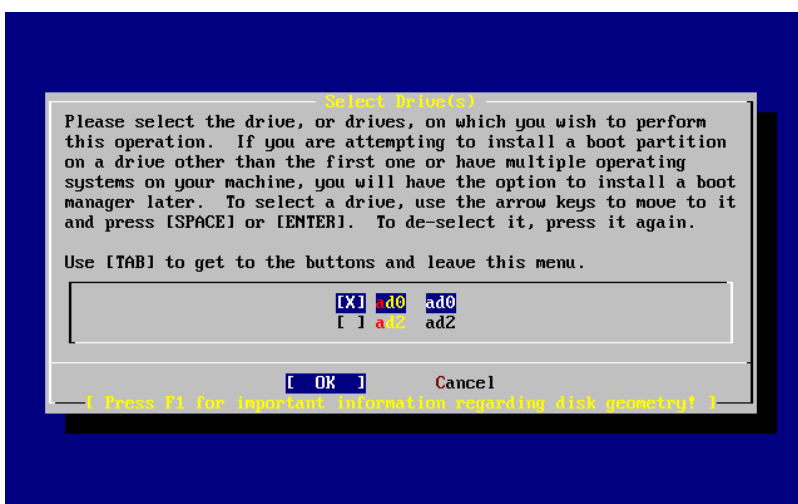 Select Drive(s)
Please select the drive, or drives, on which you wish to perform
this operation.  If you are attempting to install a boot partition
on a drive other than the first one or have multiple operating
systems on your machine, you will have the option to install a boot
manager later.  To select a drive, use the arrow keys to move to it
and press [SPACE] or [ENTER].  To de-select it, press it again.
Use [TAB] to get to the buttons and leave this menu.
[X] ad0  ad0
[ ] ad2  ad2
[  OK  ]  Cancel
[ Press F1 for important information regarding disk geometry! ]